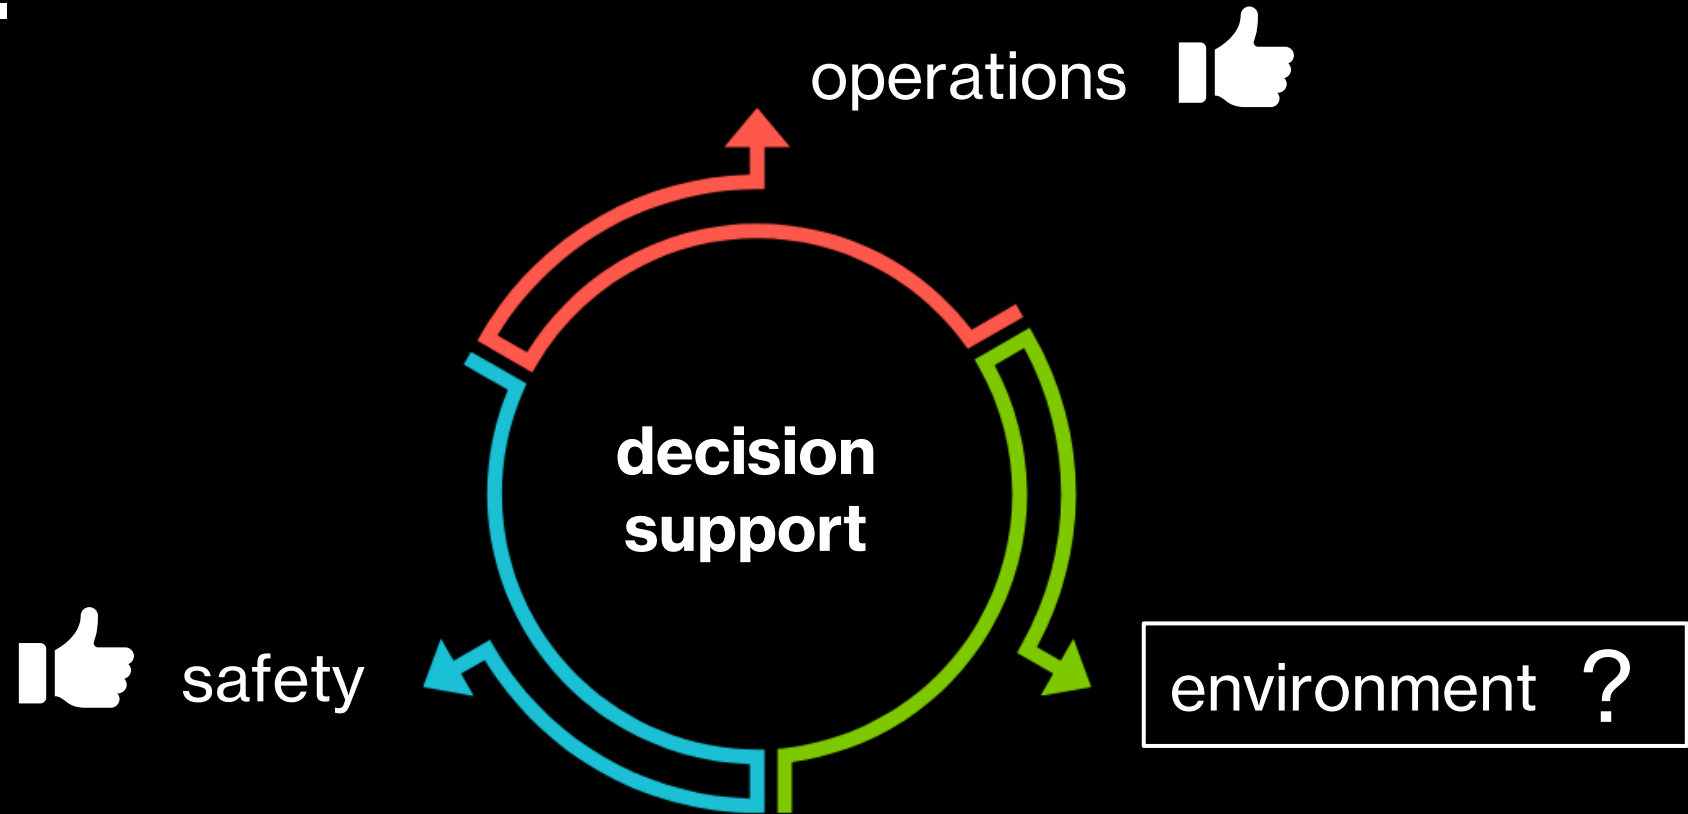 operations
decision
support
safety
environment ?